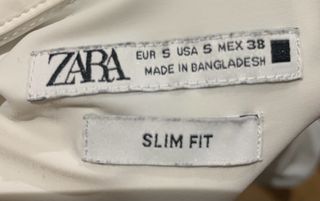 ZARA
EUR S USA S MEX 38
MADE IN BANGLADESH
SLIM FIT